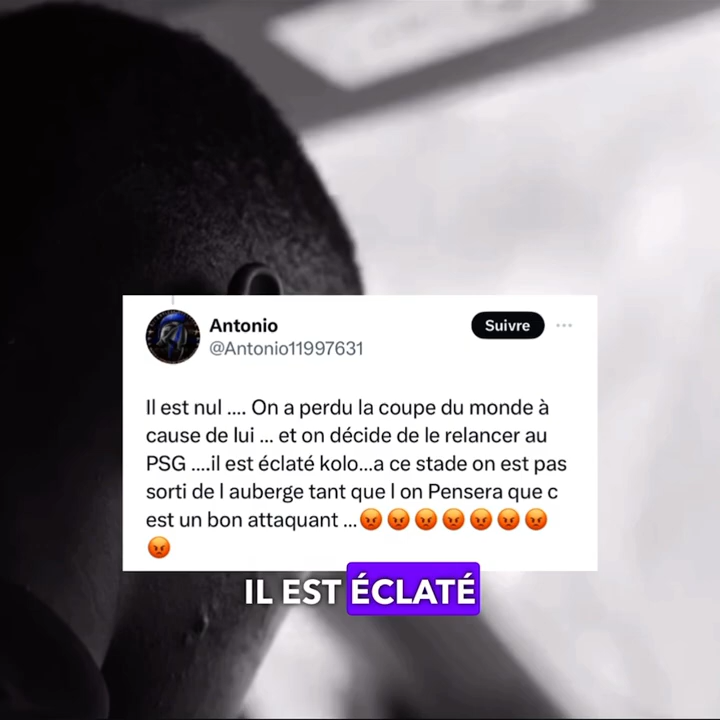 Antonio
@Antonio11997631
Suivre
Il est nul .... On a perdu la coupe du monde à
cause de lui ... et on décide de le relancer au
PSG ....il est éclaté kolo...a ce stade on est pas
sorti de l auberge tant que l on Pensera que c
est un bon attaquant ...😡😡😡😡😡😡😡
😡
IL EST ÉCLATÉ